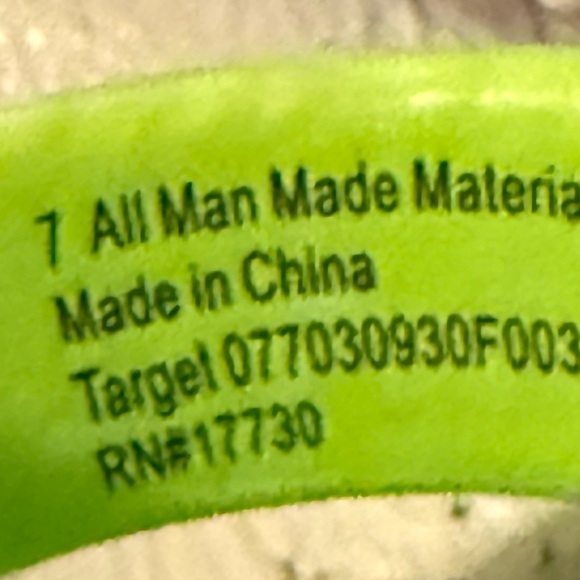 7 All Man Made Materia
Made in China
Target 077030930F003
RN#17730